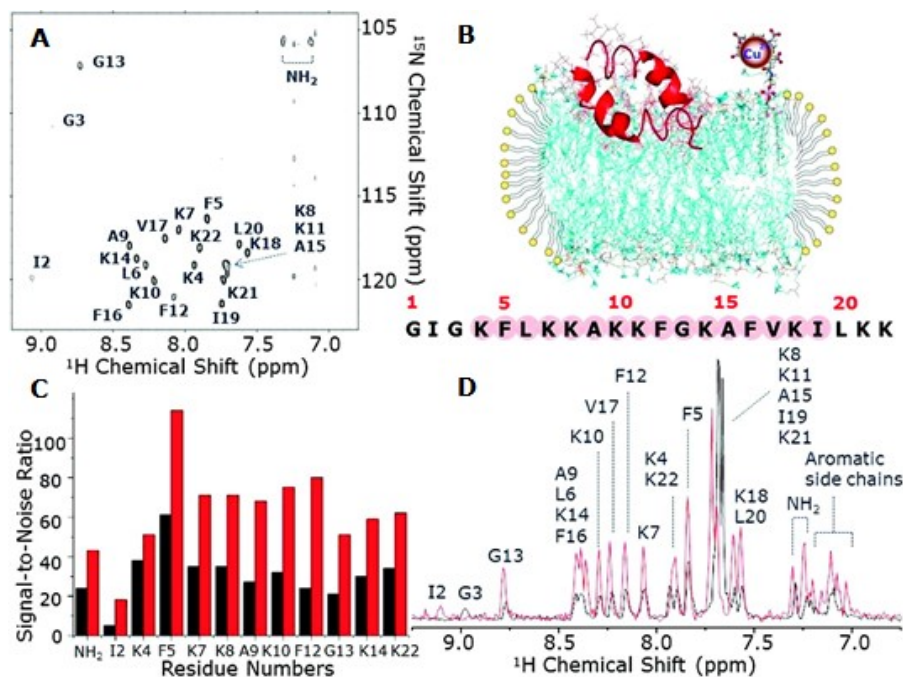 A
105
G13
NH₂
G3
110
115
120
¹⁵N Chemical Shift (ppm)
F5
K7
V17
K22
L20
K18
K8
K11
A15
A9
K14
L6
K10
K4
F12
F16
K21
I19
I2
9.0
8.0
7.0
¹H Chemical Shift (ppm)
B
Cu²⁺
1 5 10 15 20
GIGKFLKKAKKFGKAFVKILKK
C
Signal-to-Noise Ratio
100
80
60
40
20
0
NH₂ I2 K4 F5 K7 K8 A9 K10 F12 G13 K14 K22
Residue Numbers
D
K8
K11
A15
I19
K21
F12
V17
K10
F5
K4
K22
A9
L6
K14
F16
K7
K18
L20
NH₂
Aromatic
side chains
G13
I2
G3
9.0 8.5 8.0 7.5 7.0
¹H Chemical Shift (ppm)